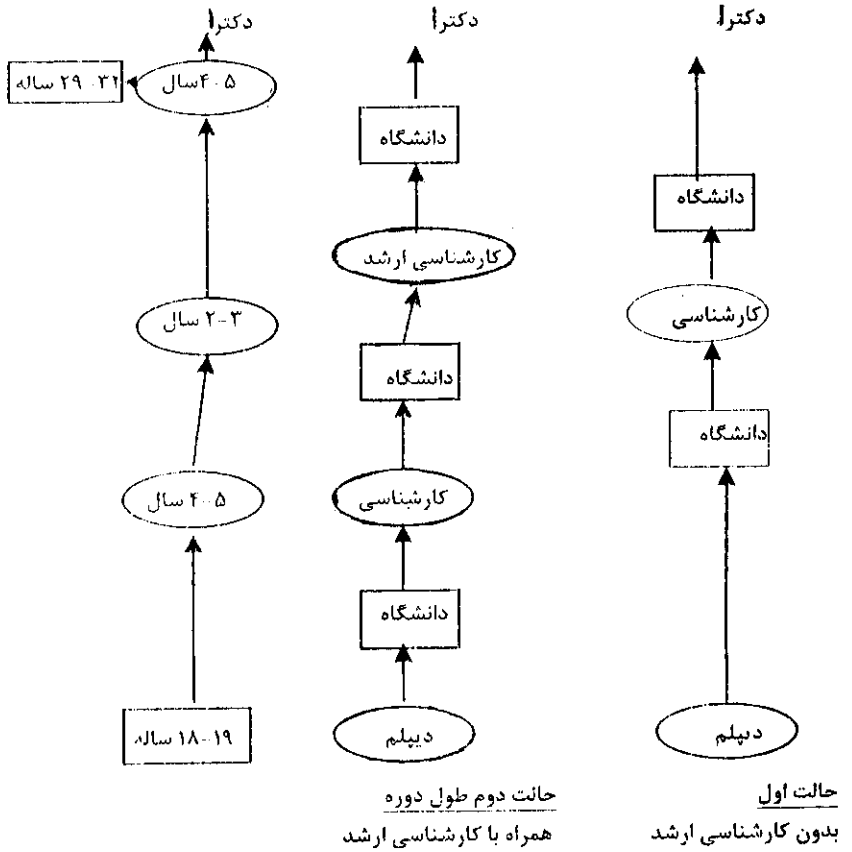 دکترا
دانشگاه
کارشناسی
دانشگاه
دیپلم
حالت اول
بدون کارشناسی ارشد
دکترا
دانشگاه
کارشناسی ارشد
دانشگاه
کارشناسی
دانشگاه
دیپلم
حالت دوم طول دوره
همراه با کارشناسی ارشد
دکترا
۴-۵ سال
۲۹-۳۲ ساله
۲-۳ سال
۴-۵ سال
۱۸-۱۹ ساله